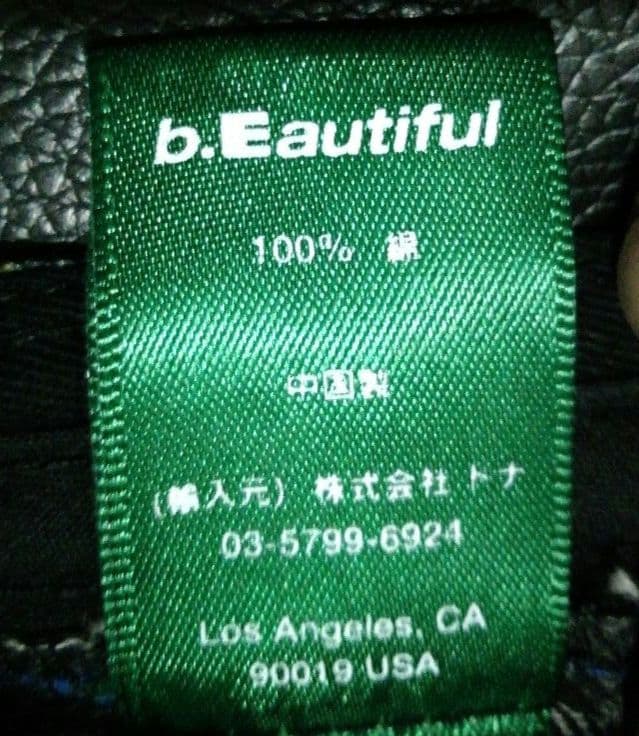 b.Eautiful
100% 綿
中国製
(輸入元) 株式会社 トナ
03-5799-6924
Los Angeles, CA
90019 USA